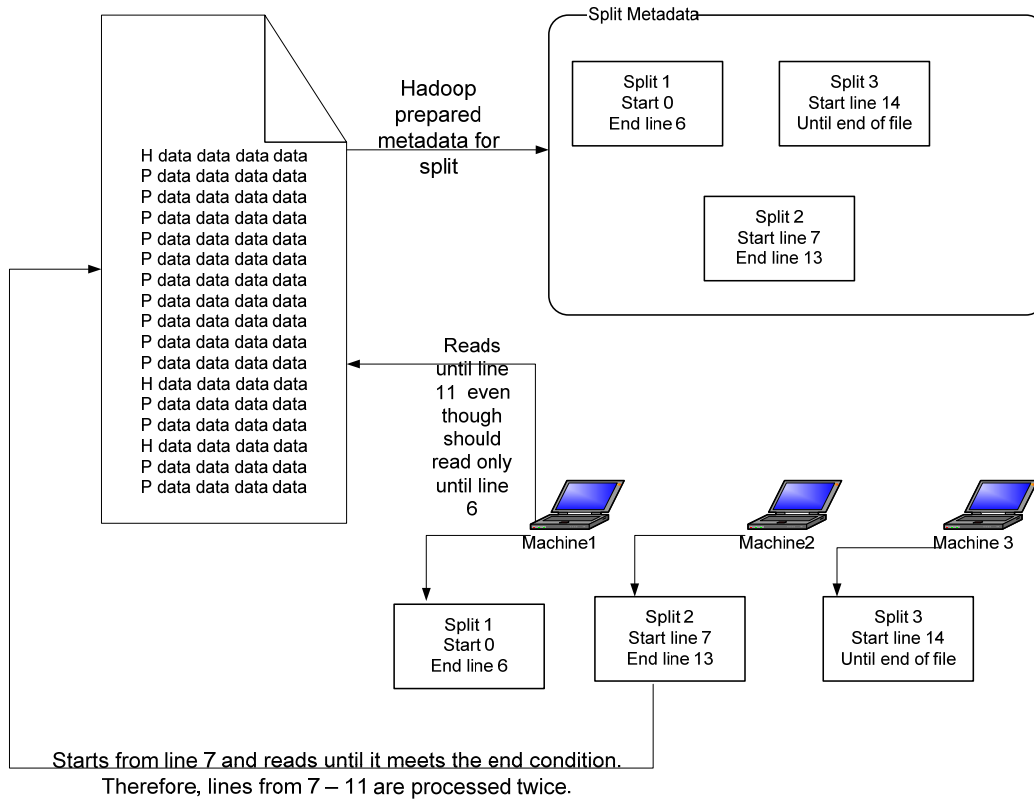 Split Metadata
Hadoop
prepared
metadata for
split
Split 1
Start 0
End line 6
Split 3
Start line 14
Until end of file
Split 2
Start line 7
End line 13
H data data data data
P data data data data
P data data data data
P data data data data
P data data data data
P data data data data
P data data data data
P data data data data
P data data data data
P data data data data
P data data data data
H data data data data
P data data data data
P data data data data
H data data data data
P data data data data
P data data data data
Reads
until line
11 even
though
should
read only
until line
6
Machine1
Machine2
Machine 3
Split 1
Start 0
End line 6
Split 2
Start line 7
End line 13
Split 3
Start line 14
Until end of file
Starts from line 7 and reads until it meets the end condition.
Therefore, lines from 7 – 11 are processed twice.